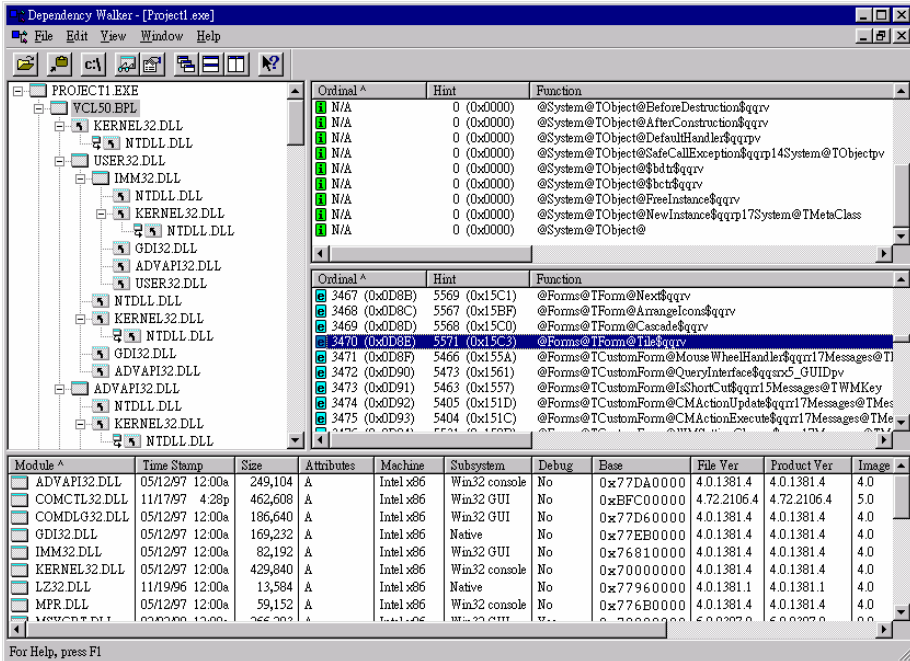 Dependency Walker - [Project1.exe]
File Edit View Window Help
c:\
PROJECT1.EXE
VCL50.BPL
KERNEL32.DLL
NTDLL.DLL
USER32.DLL
IMM32.DLL
NTDLL.DLL
KERNEL32.DLL
NTDLL.DLL
GDI32.DLL
ADVAPI32.DLL
USER32.DLL
NTDLL.DLL
KERNEL32.DLL
NTDLL.DLL
GDI32.DLL
ADVAPI32.DLL
ADVAPI32.DLL
NTDLL.DLL
KERNEL32.DLL
NTDLL.DLL
Ordinal ^ Hint Function
N/A 0 (0x0000) @System@TObject@BeforeDestruction$qqrv
N/A 0 (0x0000) @System@TObject@AfterConstruction$qqrv
N/A 0 (0x0000) @System@TObject@DefaultHandler$qqrpv
N/A 0 (0x0000) @System@TObject@SafeCallException$qqrp14System@TObjectpv
N/A 0 (0x0000) @System@TObject@$bdtr$qqrv
N/A 0 (0x0000) @System@TObject@$bctr$qqrv
N/A 0 (0x0000) @System@TObject@FreeInstance$qqrv
N/A 0 (0x0000) @System@TObject@NewInstance$qqrp17System@TMetaClass
N/A 0 (0x0000) @System@TObject@
Ordinal ^ Hint Function
3467 (0x0D8B) 5569 (0x15C1) @Forms@TForm@Next$qqrv
3468 (0x0D8C) 5567 (0x15BF) @Forms@TForm@ArrangeIcons$qqrv
3469 (0x0D8D) 5568 (0x15C0) @Forms@TForm@Cascade$qqrv
3470 (0x0D8E) 5571 (0x15C3) @Forms@TForm@Tile$qqrv
3471 (0x0D8F) 5466 (0x155A) @Forms@TCustomForm@MouseWheelHandler$qqrr17Messages@TM
3472 (0x0D90) 5473 (0x1561) @Forms@TCustomForm@QueryInterface$qqsrx5_GUIDpv
3473 (0x0D91) 5463 (0x1557) @Forms@TCustomForm@IsShortCut$qqrr15Messages@TWMKey
3474 (0x0D92) 5405 (0x151D) @Forms@TCustomForm@CMActionUpdate$qqrr17Messages@TMes
3475 (0x0D93) 5404 (0x151C) @Forms@TCustomForm@CMActionExecute$qqrr17Messages@TMe
Module ^ Time Stamp Size Attributes Machine Subsystem Debug Base File Ver Product Ver Image
ADVAPI32.DLL 05/12/97 12:00a 249,104 A Intel x86 Win32 console No 0x77DA0000 4.0.1381.4 4.0.1381.4 4.0
COMCTL32.DLL 11/17/97 4:28p 462,608 A Intel x86 Win32 GUI No 0xBFC00000 4.72.2106.4 4.72.2106.4 5.0
COMDLG32.DLL 05/12/97 12:00a 186,640 A Intel x86 Win32 GUI No 0x77D60000 4.0.1381.4 4.0.1381.4 4.0
GDI32.DLL 05/12/97 12:00a 169,232 A Intel x86 Native No 0x77EB0000 4.0.1381.4 4.0.1381.4 4.0
IMM32.DLL 05/12/97 12:00a 82,192 A Intel x86 Win32 GUI No 0x76810000 4.0.1381.4 4.0.1381.4 4.0
KERNEL32.DLL 05/12/97 12:00a 429,840 A Intel x86 Win32 console No 0x70000000 4.0.1381.4 4.0.1381.4 4.0
LZ32.DLL 11/19/96 12:00a 13,584 A Intel x86 Native No 0x77960000 4.0.1381.1 4.0.1381.1 4.0
MPR.DLL 05/12/97 12:00a 59,152 A Intel x86 Win32 console No 0x776B0000 4.0.1381.4 4.0.1381.4 4.0
For Help, press F1